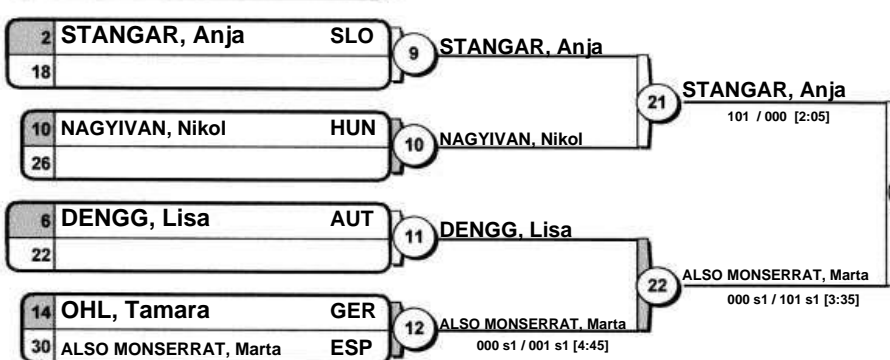 2 STANGAR, Anja SLO
18
9
STANGAR, Anja
10 NAGYIVAN, Nikol HUN
26
10
NAGYIVAN, Nikol
21
STANGAR, Anja
101 / 000 [2:05]
6 DENGG, Lisa AUT
22
11
DENGG, Lisa
14 OHL, Tamara GER
30 ALSO MONSERRAT, Marta ESP
12
ALSO MONSERRAT, Marta
000 s1 / 001 s1 [4:45]
22
ALSO MONSERRAT, Marta
000 s1 / 101 s1 [3:35]